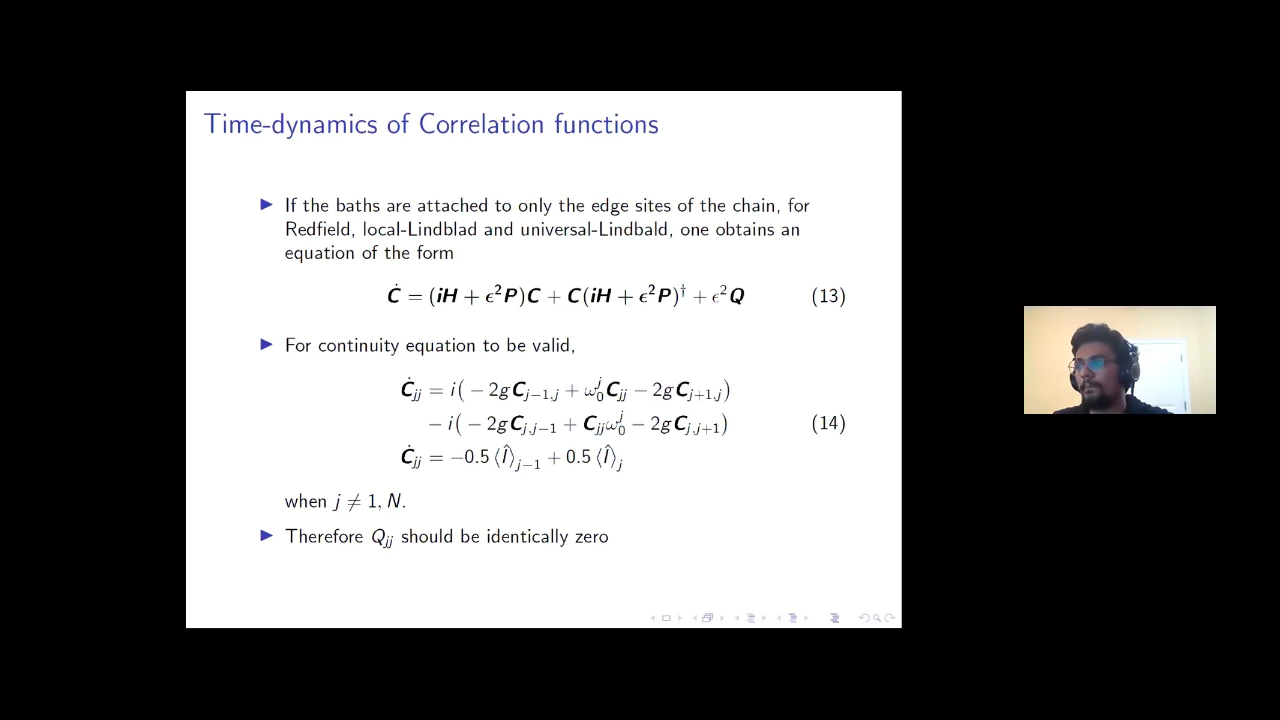 Time-dynamics of Correlation functions
▶ If the baths are attached to only the edge sites of the chain, for
Redfield, local-Lindblad and universal-Lindbald, one obtains an
equation of the form
Ċ = (iH + ϵ²P)C + C(iH + ϵ²P)† + ϵ²Q (13)
▶ For continuity equation to be valid,
Ċ_jj = i(− 2gC_{j−1,j} + ω₀^j C_jj − 2gC_{j+1,j})
− i(− 2gC_{j,j−1} + C_jj ω₀^j − 2gC_{j,j+1}) (14)
Ċ_jj = −0.5 ⟨Î⟩_{j−1} + 0.5 ⟨Î⟩_j
when j ≠ 1, N.
▶ Therefore Q_jj should be identically zero